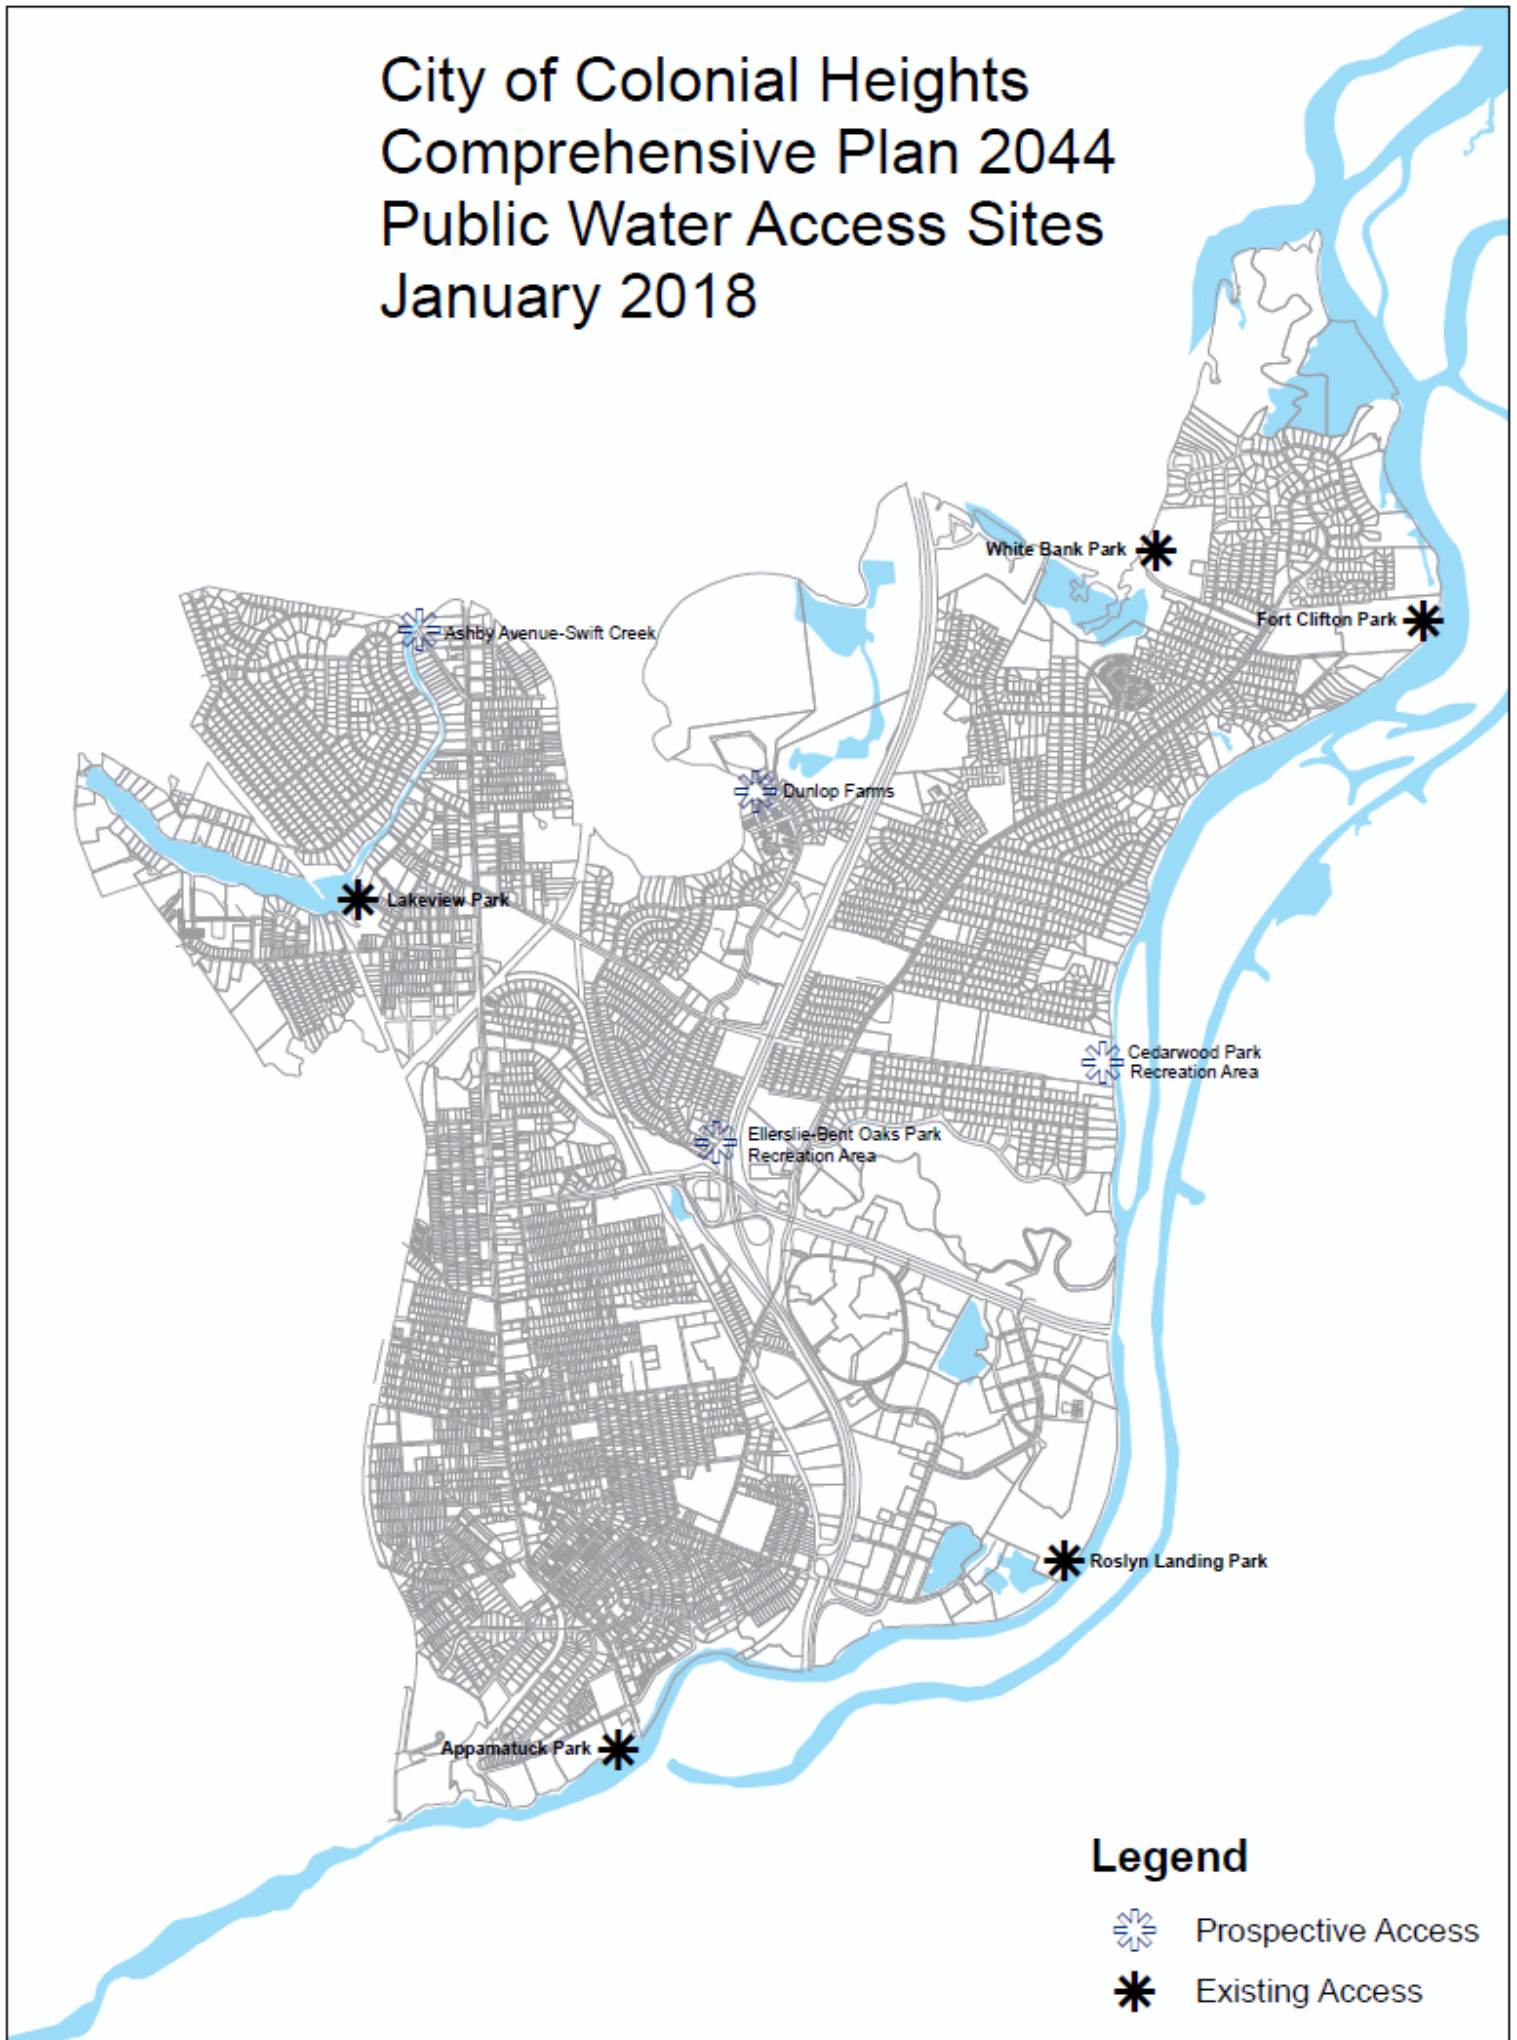 City of Colonial Heights
Comprehensive Plan 2044
Public Water Access Sites
January 2018
White Bank Park
Fort Clifton Park
Ashby Avenue-Swift Creek
Dunlop Farms
Lakeview Park
Cedarwood Park
Recreation Area
Ellerslie-Bent Oaks Park
Recreation Area
Roslyn Landing Park
Appamatuck Park
Legend
Prospective Access
Existing Access